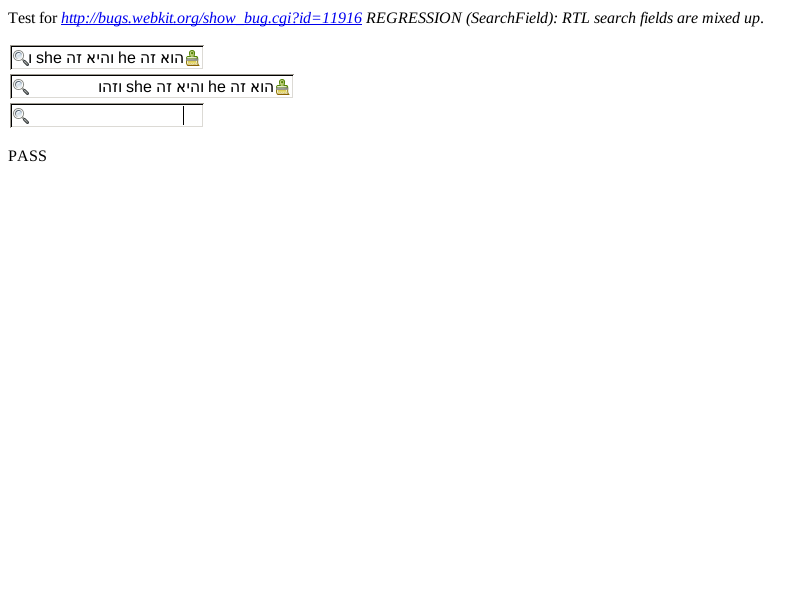 Test for http://bugs.webkit.org/show_bug.cgi?id=11916 REGRESSION (SearchField): RTL search fields are mixed up.
הוא זה he והיא זה she ו
הוא זה he והיא זה she וזהו
PASS